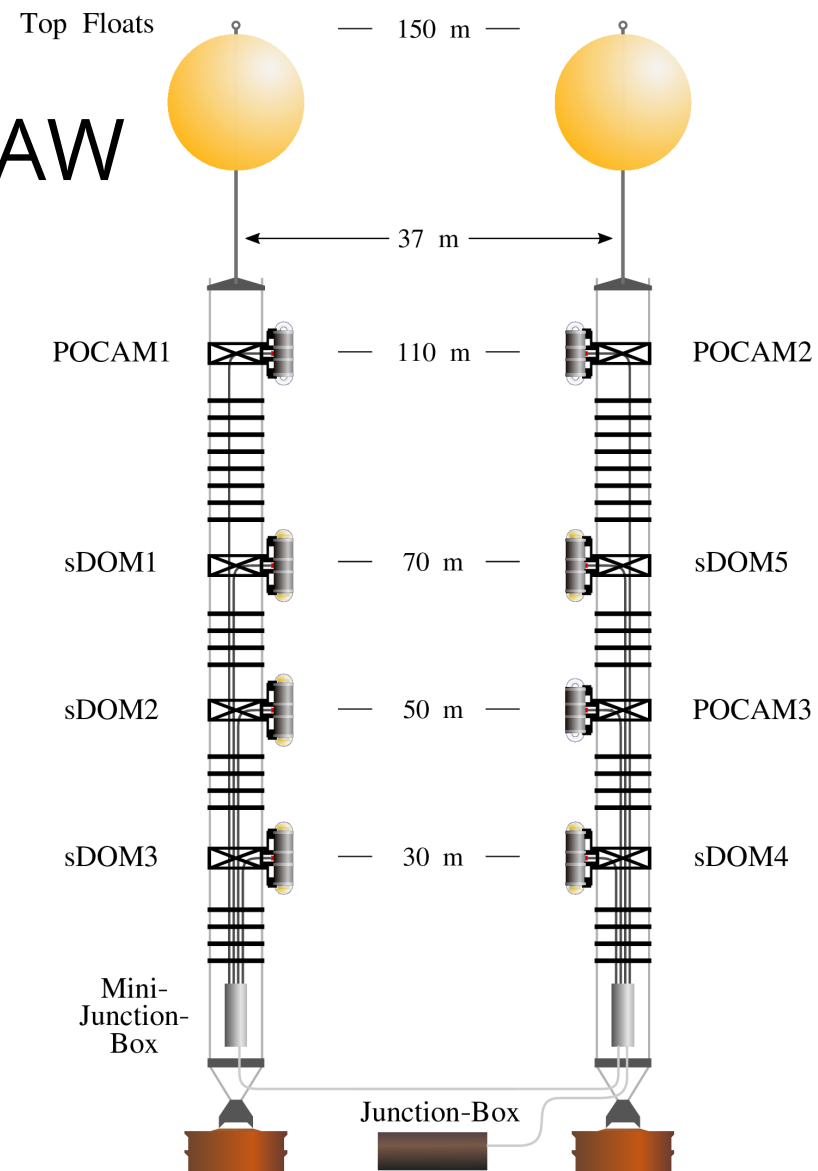 Top Floats
150 m
AW
37 m
POCAM1
110 m
POCAM2
sDOM1
70 m
sDOM5
sDOM2
50 m
POCAM3
sDOM3
30 m
sDOM4
Mini-
Junction-
Box
Junction-Box